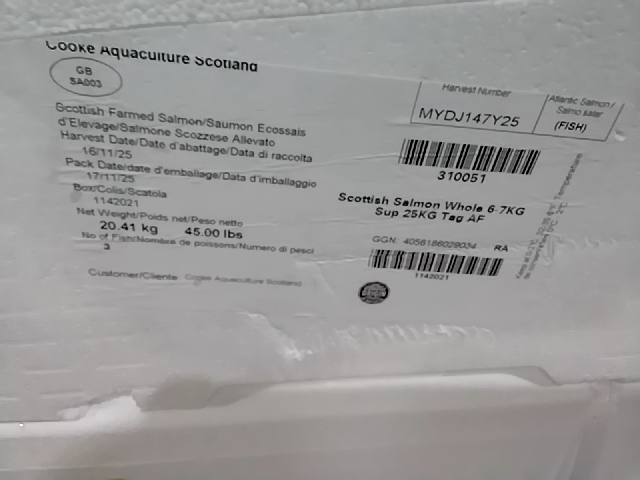 Cooke Aquaculture Scotland
GB
SA003
Scottish Farmed Salmon/Saumon Ecossais
d'Elevage/Salmone Scozzese Allevato
Harvest Date/Date d'abattage/Data di raccolta
16/11/25
Pack Date/date d'emballage/Data d'imballaggio
17/11/25
Box/Colis/Scatola
1142021
Net Weight/Poids net/Peso netto
20.41 kg 45.00 lbs
No of Fish/Nombre de poissons/Numero di pesci
3
Customer/Cliente Cooke Aquaculture Scotland
Harvest Number
MYDJ147Y25
Atlantic Salmon /
Salmo salar
(FISH)
310051
Scottish Salmon Whole 6-7KG
Sup 25KG Tag AF
GGN: 4056186029034 RA
1142021